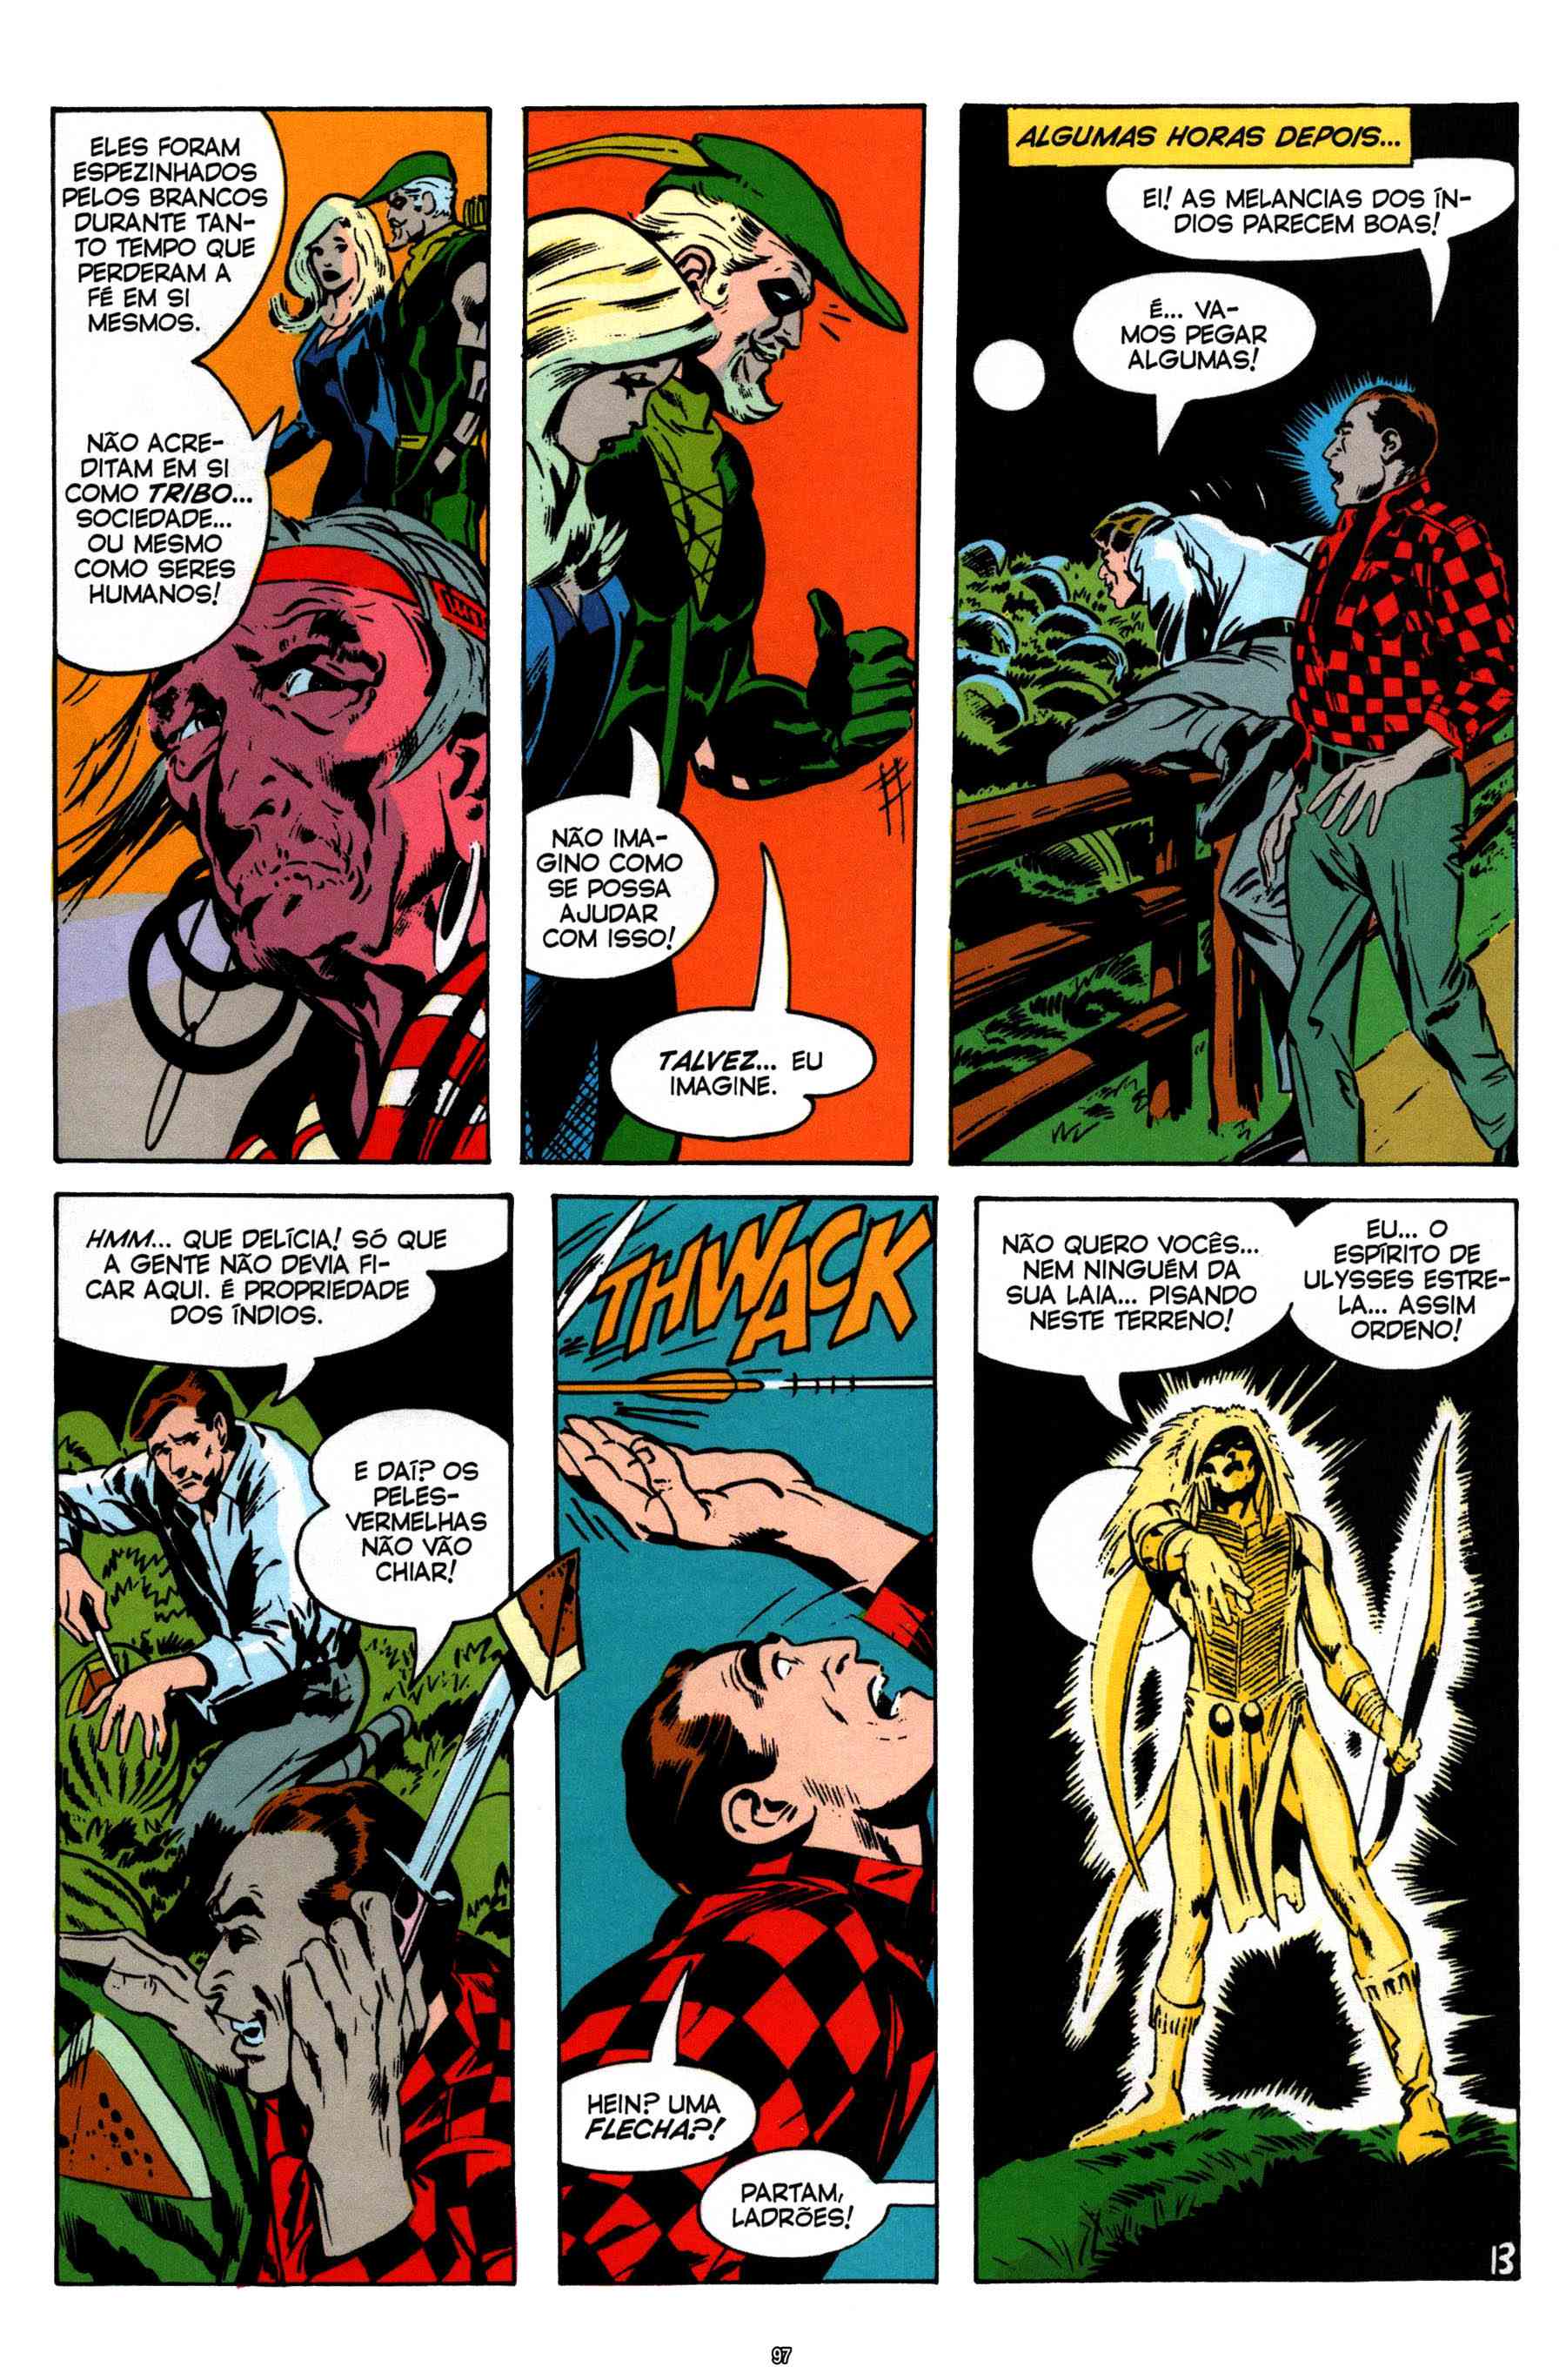 ELES FORAM
ESPEZINHADOS
PELOS BRANCOS
DURANTE TAN-
TO TEMPO QUE
PERDERAM A
FÉ EM SI
MESMOS.
NÃO ACRE-
DITAM EM SI
COMO TRIBO...
SOCIEDADE...
OU MESMO
COMO SERES
HUMANOS!
NÃO IMA-
GINO COMO
SE POSSA
AJUDAR
COM ISSO!
TALVEZ... EU
IMAGINE.
ALGUMAS HORAS DEPOIS...
EI! AS MELANCIAS DOS ÍN-
DIOS PARECEM BOAS!
É... VA-
MOS PEGAR
ALGUMAS!
HMM... QUE DELÍCIA! SÓ QUE
A GENTE NÃO DEVIA FI-
CAR AQUI. É PROPRIEDADE
DOS ÍNDIOS.
E DAÍ? OS
PELES-
VERMELHAS
NÃO VÃO
CHIAR!
THWACK
HEIN? UMA
FLECHA?!
PARTAM,
LADRÕES!
NÃO QUERO VOCÊS...
NEM NINGUÉM DA
SUA LAIA... PISANDO
NESTE TERRENO!
EU... O
ESPÍRITO DE
ULYSSES ESTRE-
LA... ASSIM
ORDENO!
13
97